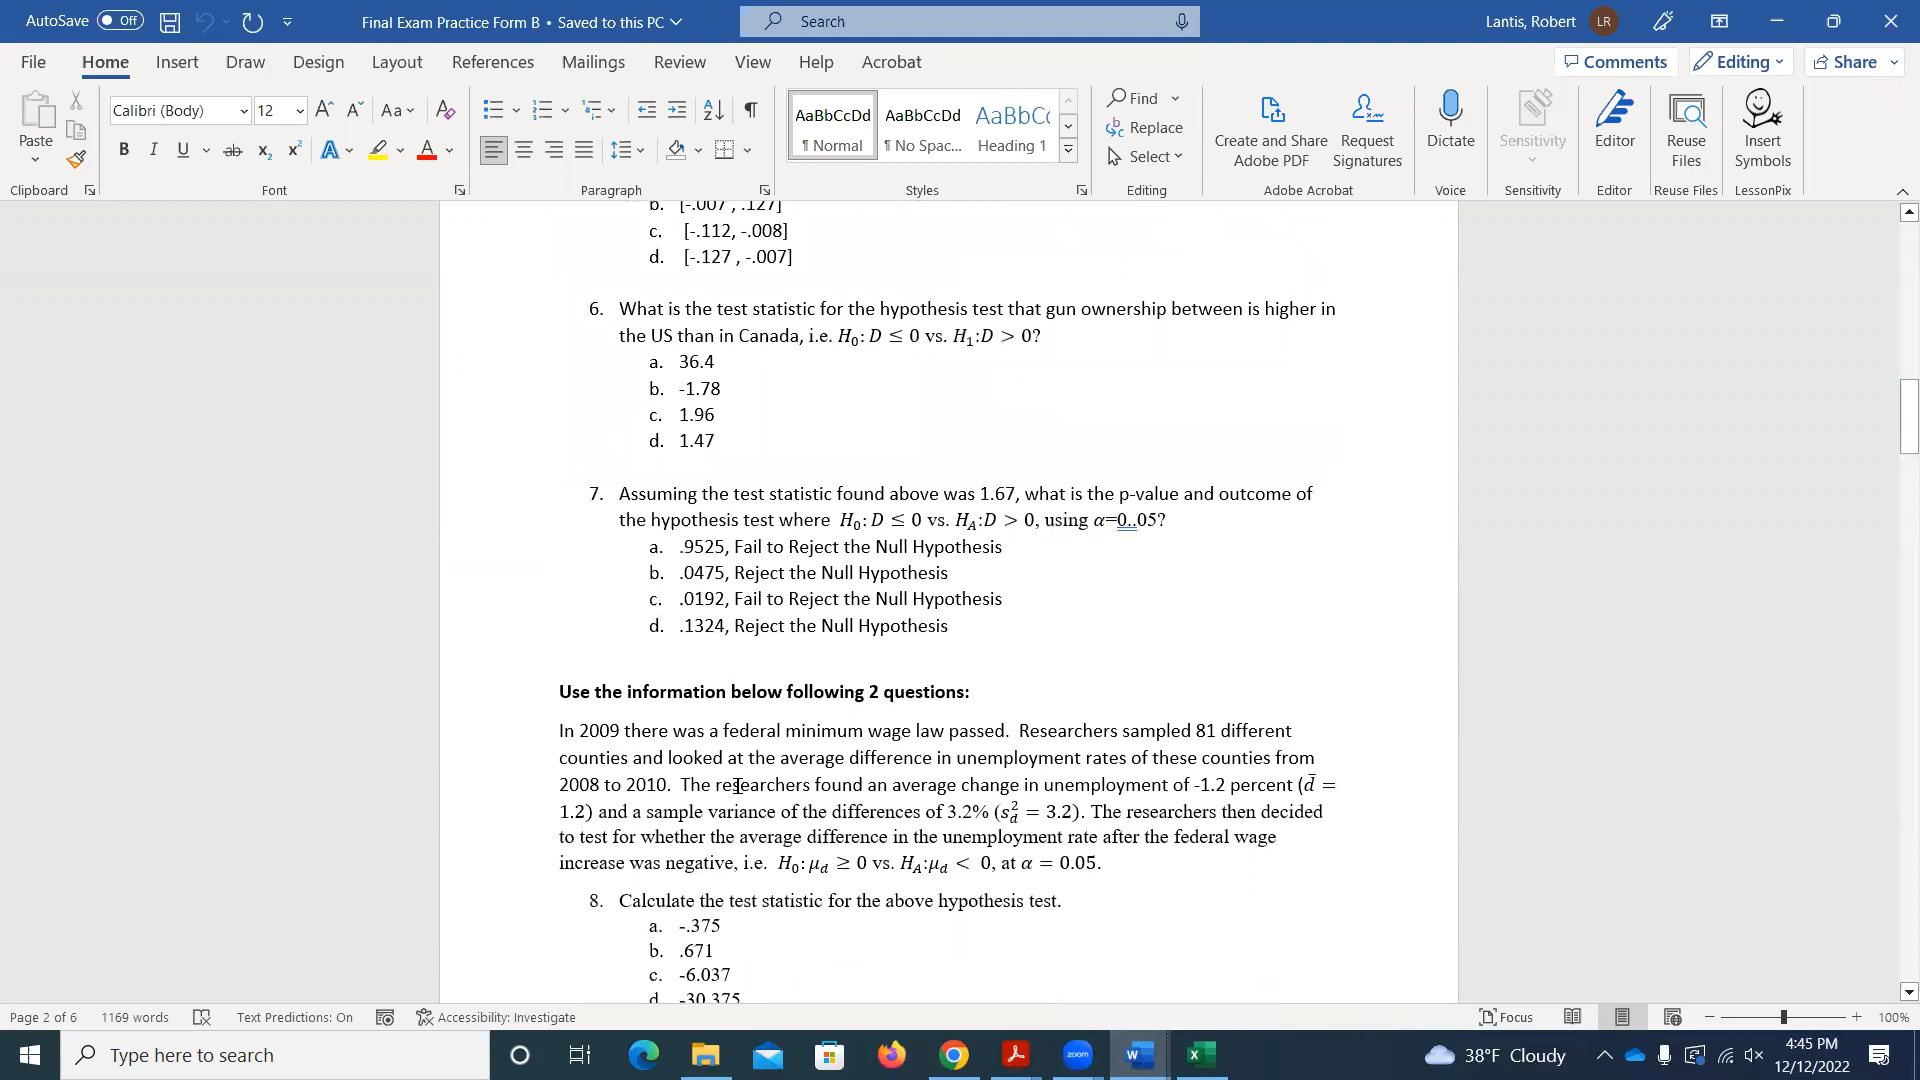 AutoSave Off Final Exam Practice Form B • Saved to this PC Search Lantis, Robert LR
File Home Insert Draw Design Layout References Mailings Review View Help Acrobat Comments Editing Share
Calibri (Body) 12 Aa
Paste
B I U ab x₂ x² A A
AaBbCcDd AaBbCcDd AaBbCc
¶ Normal ¶ No Spac... Heading 1
Find
Replace
Select
Create and Share Adobe PDF
Request Signatures
Dictate
Sensitivity
Editor
Reuse Files
Insert Symbols
Clipboard Font Paragraph Styles Editing Adobe Acrobat Voice Sensitivity Editor Reuse Files LessonPix
b. [-.007 , .127]
c. [-.112, -.008]
d. [-.127 , -.007]
6. What is the test statistic for the hypothesis test that gun ownership between is higher in
the US than in Canada, i.e. H₀: D ≤ 0 vs. H₁:D > 0?
a. 36.4
b. -1.78
c. 1.96
d. 1.47
7. Assuming the test statistic found above was 1.67, what is the p-value and outcome of
the hypothesis test where H₀: D ≤ 0 vs. H_A:D > 0, using α=0..05?
a. .9525, Fail to Reject the Null Hypothesis
b. .0475, Reject the Null Hypothesis
c. .0192, Fail to Reject the Null Hypothesis
d. .1324, Reject the Null Hypothesis
Use the information below following 2 questions:
In 2009 there was a federal minimum wage law passed. Researchers sampled 81 different
counties and looked at the average difference in unemployment rates of these counties from
2008 to 2010. The researchers found an average change in unemployment of -1.2 percent (d̄ =
1.2) and a sample variance of the differences of 3.2% (s_d² = 3.2). The researchers then decided
to test for whether the average difference in the unemployment rate after the federal wage
increase was negative, i.e. H₀: μ_d ≥ 0 vs. H_A:μ_d < 0, at α = 0.05.
8. Calculate the test statistic for the above hypothesis test.
a. -.375
b. .671
c. -6.037
d. -30.375
Page 2 of 6 1169 words Text Predictions: On Accessibility: Investigate Focus 100%
Type here to search zoom W X 38°F Cloudy 4:45 PM
12/12/2022